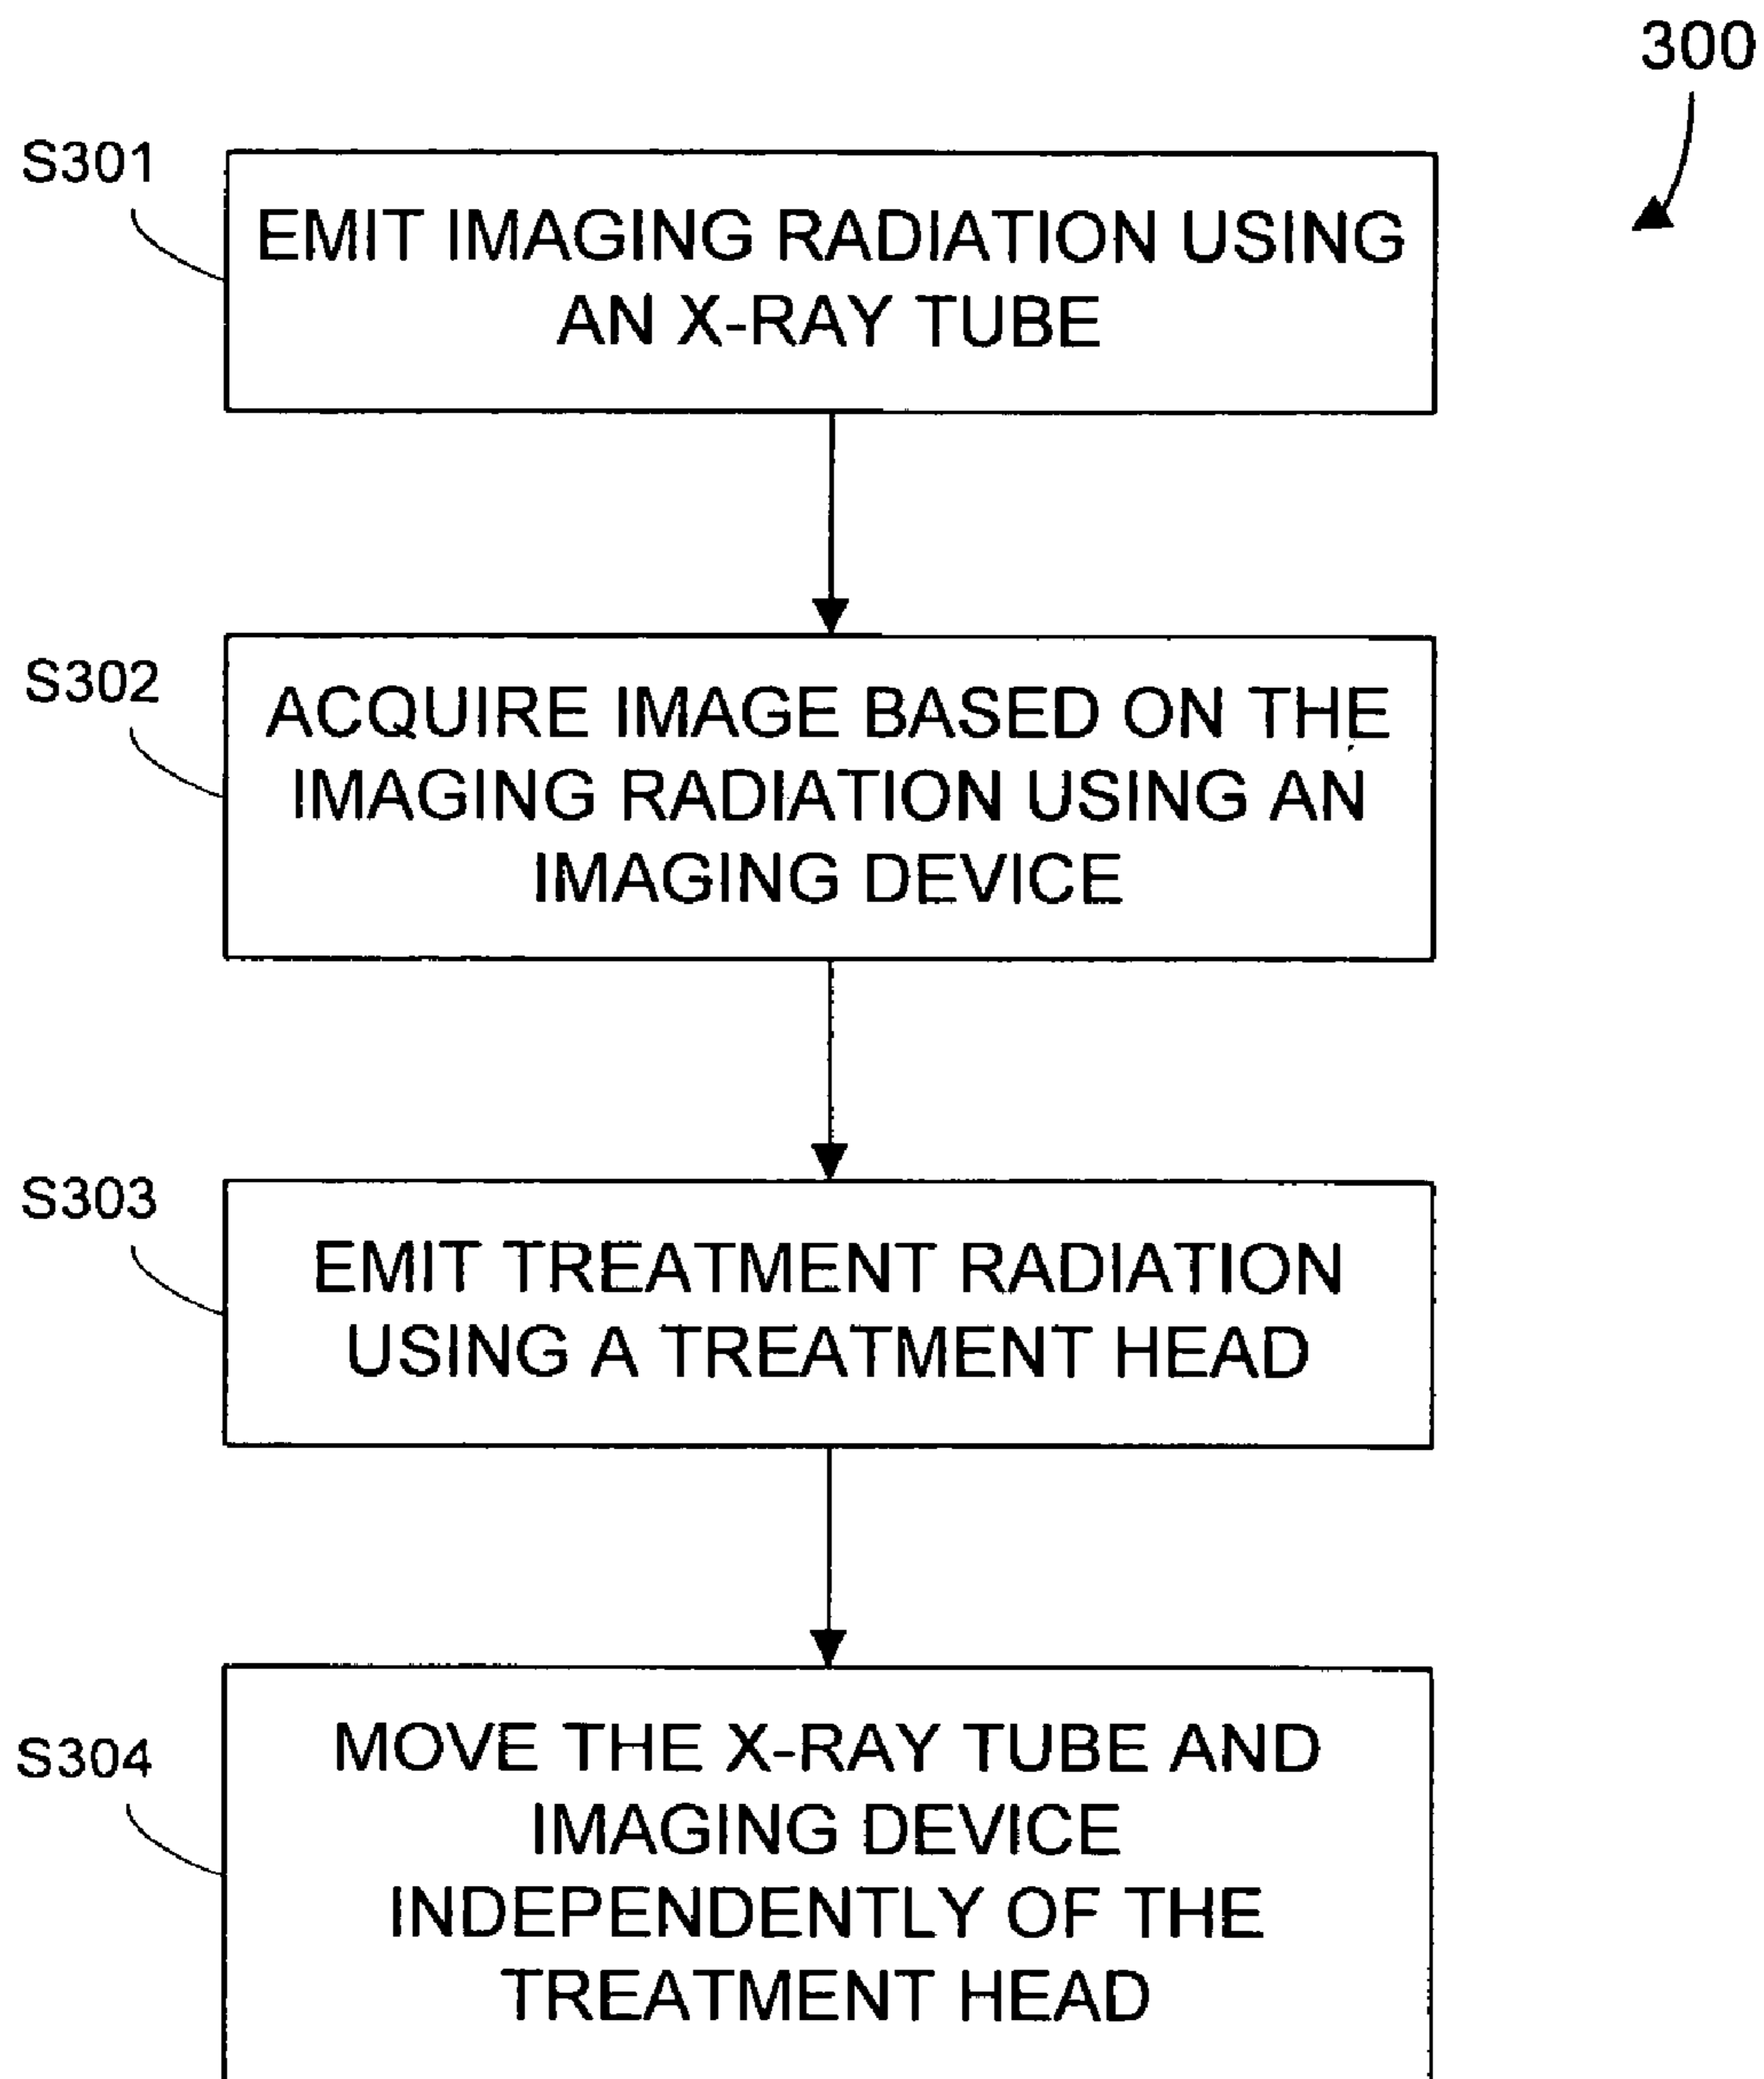 300
S301
EMIT IMAGING RADIATION USING
AN X-RAY TUBE
S302
ACQUIRE IMAGE BASED ON THE
IMAGING RADIATION USING AN
IMAGING DEVICE
S303
EMIT TREATMENT RADIATION
USING A TREATMENT HEAD
S304
MOVE THE X-RAY TUBE AND
IMAGING DEVICE
INDEPENDENTLY OF THE
TREATMENT HEAD